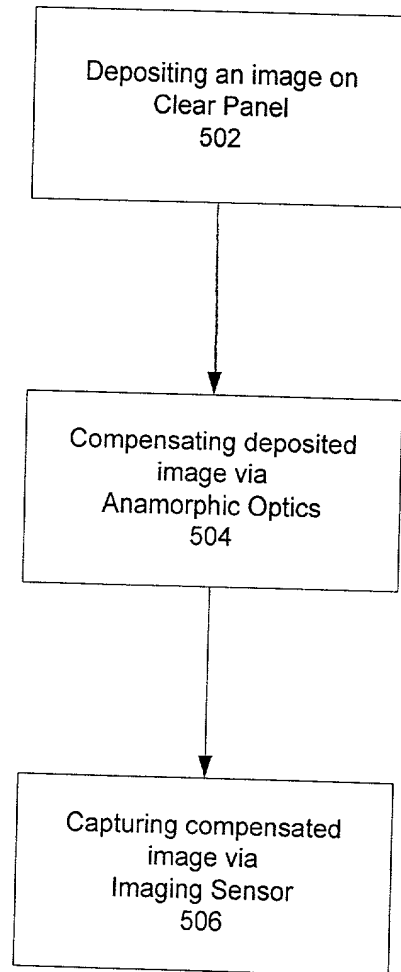 Depositing an image on
Clear Panel
502
Compensating deposited
image via
Anamorphic Optics
504
Capturing compensated
image via
Imaging Sensor
506